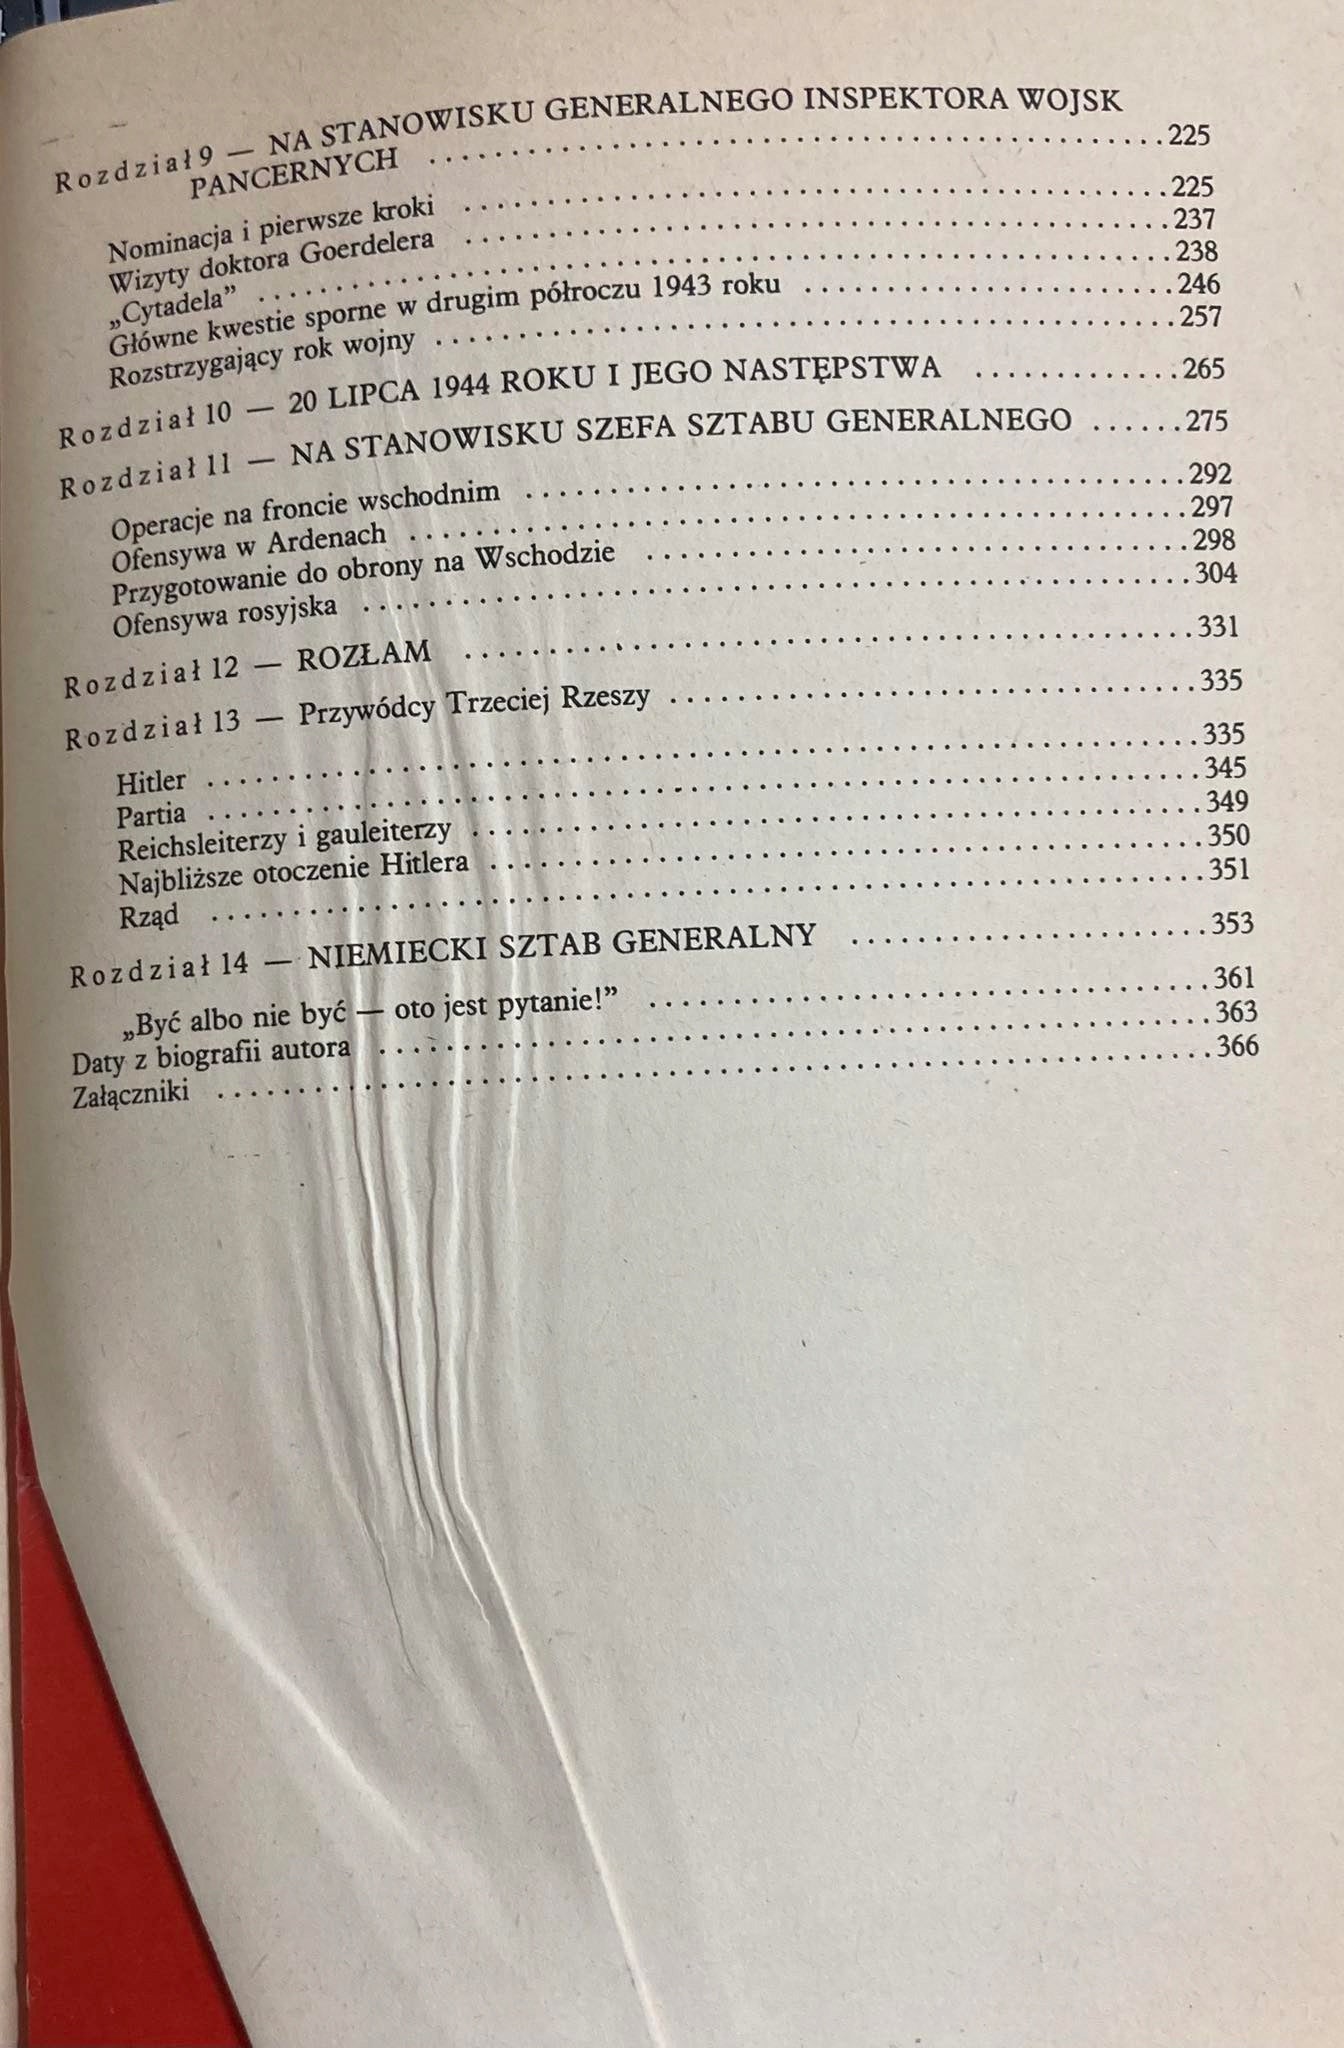 Rozdział 9 — NA STANOWISKU GENERALNEGO INSPEKTORA WOJSK
PANCERNYCH ........ 225
Nominacja i pierwsze kroki ........ 225
Wizyty doktora Goerdelera ........ 237
„Cytadela” ........ 238
Główne kwestie sporne w drugim półroczu 1943 roku ........ 246
Rozstrzygający rok wojny ........ 257
Rozdział 10 — 20 LIPCA 1944 ROKU I JEGO NASTĘPSTWA ........ 265
Rozdział 11 — NA STANOWISKU SZEFA SZTABU GENERALNEGO ...... 275
Operacje na froncie wschodnim ........ 292
Ofensywa w Ardenach ........ 297
Przygotowanie do obrony na Wschodzie ........ 298
Ofensywa rosyjska ........ 304
Rozdział 12 — ROZŁAM ........ 331
Rozdział 13 — Przywódcy Trzeciej Rzeszy ........ 335
Hitler ........ 335
Partia ........ 345
Reichsleiterzy i gauleiterzy ........ 349
Najbliższe otoczenie Hitlera ........ 350
Rząd ........ 351
Rozdział 14 — NIEMIECKI SZTAB GENERALNY ........ 353
„Być albo nie być — oto jest pytanie!” ........ 361
Daty z biografii autora ........ 363
Załączniki ........ 366